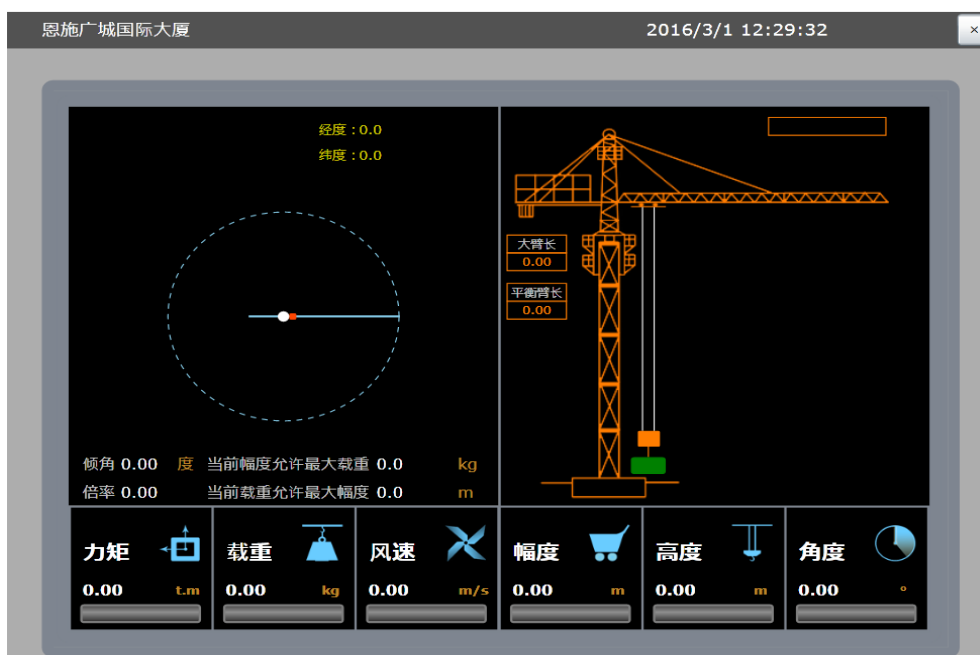 恩施广城国际大厦 2016/3/1 12:29:32 ×
经度：0.0
纬度：0.0
大臂长
0.00
平衡臂长
0.00
倾角 0.00 度 当前幅度允许最大载重 0.0 kg
倍率 0.00 当前载重允许最大幅度 0.0 m
力矩 载重 风速 幅度 高度 角度
0.00 t.m 0.00 kg 0.00 m/s 0.00 m 0.00 m 0.00 °